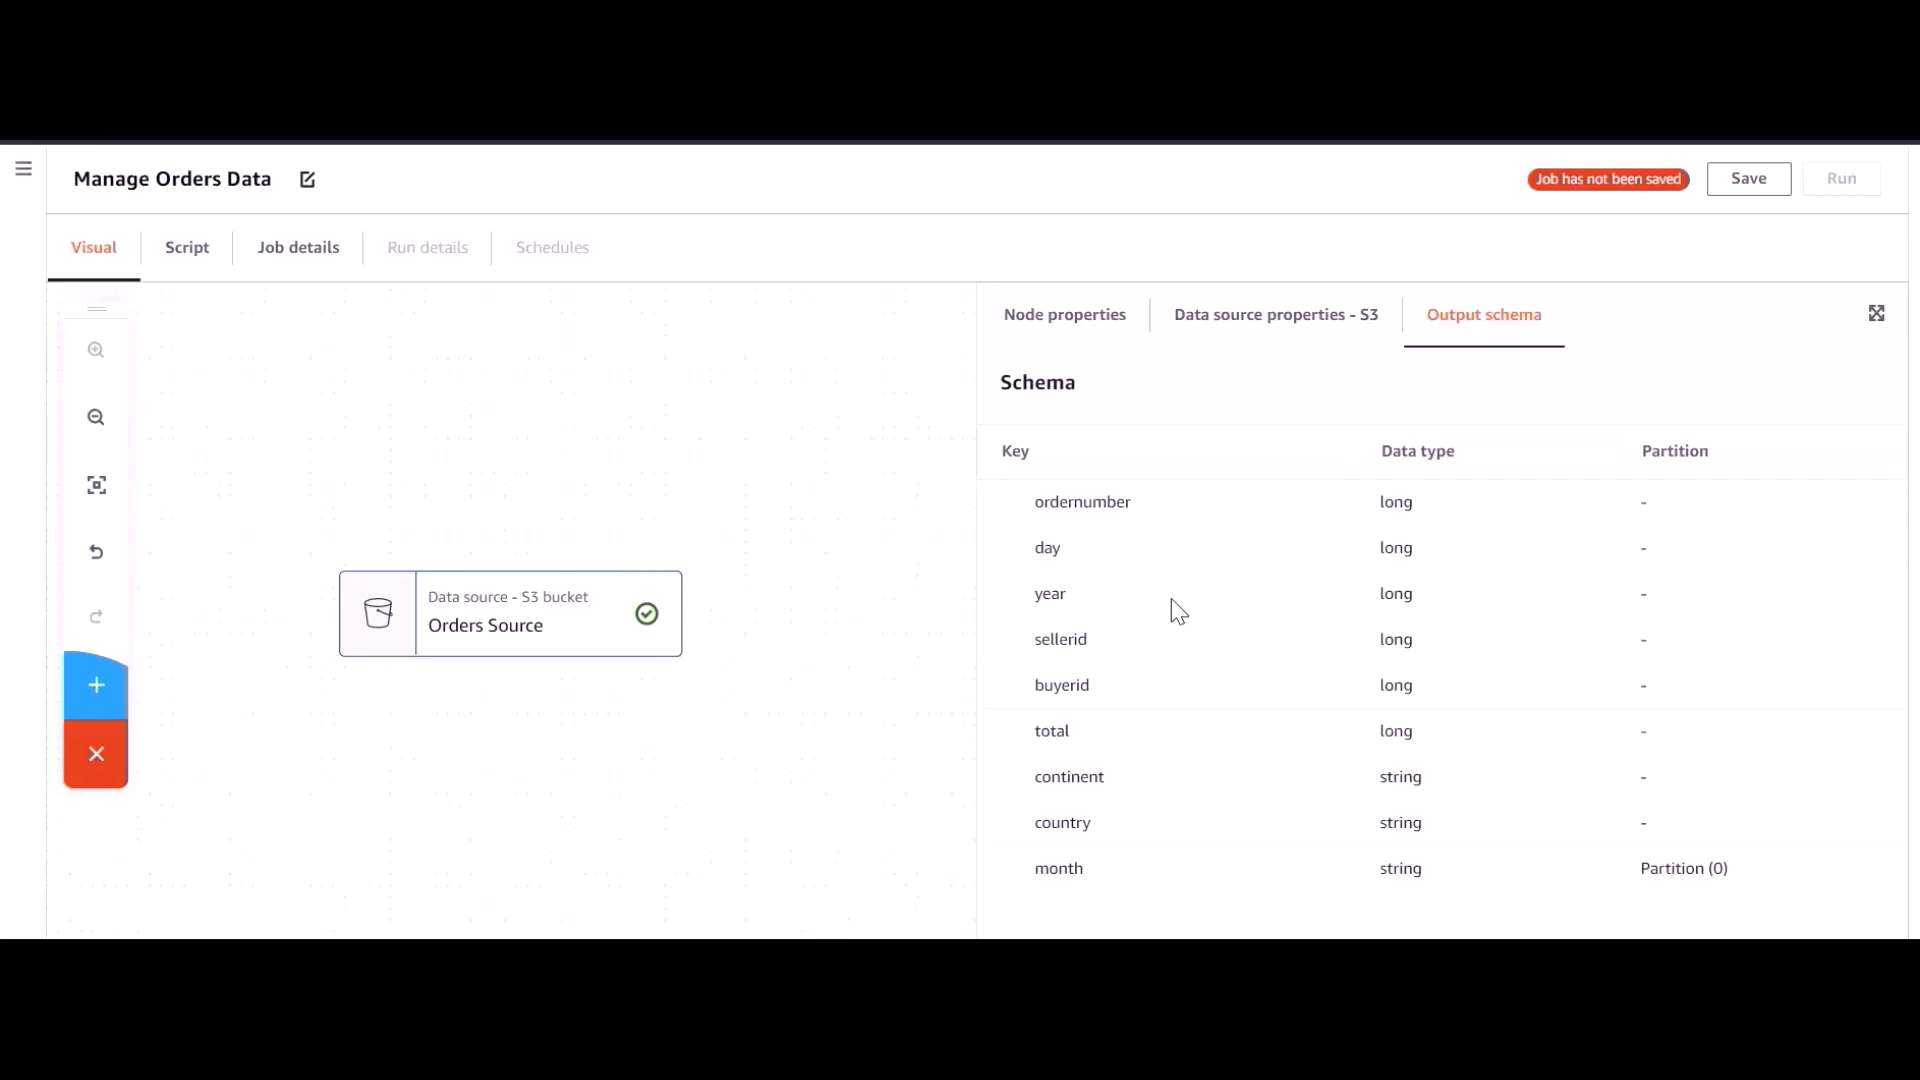 Manage Orders Data
Job has not been saved
Save
Run
Visual
Script
Job details
Run details
Schedules
Node properties
Data source properties - S3
Output schema
Schema
Key Data type Partition
ordernumber long -
day long -
year long -
sellerid long -
buyerid long -
total long -
continent string -
country string -
month string Partition (0)
Data source - S3 bucket
Orders Source